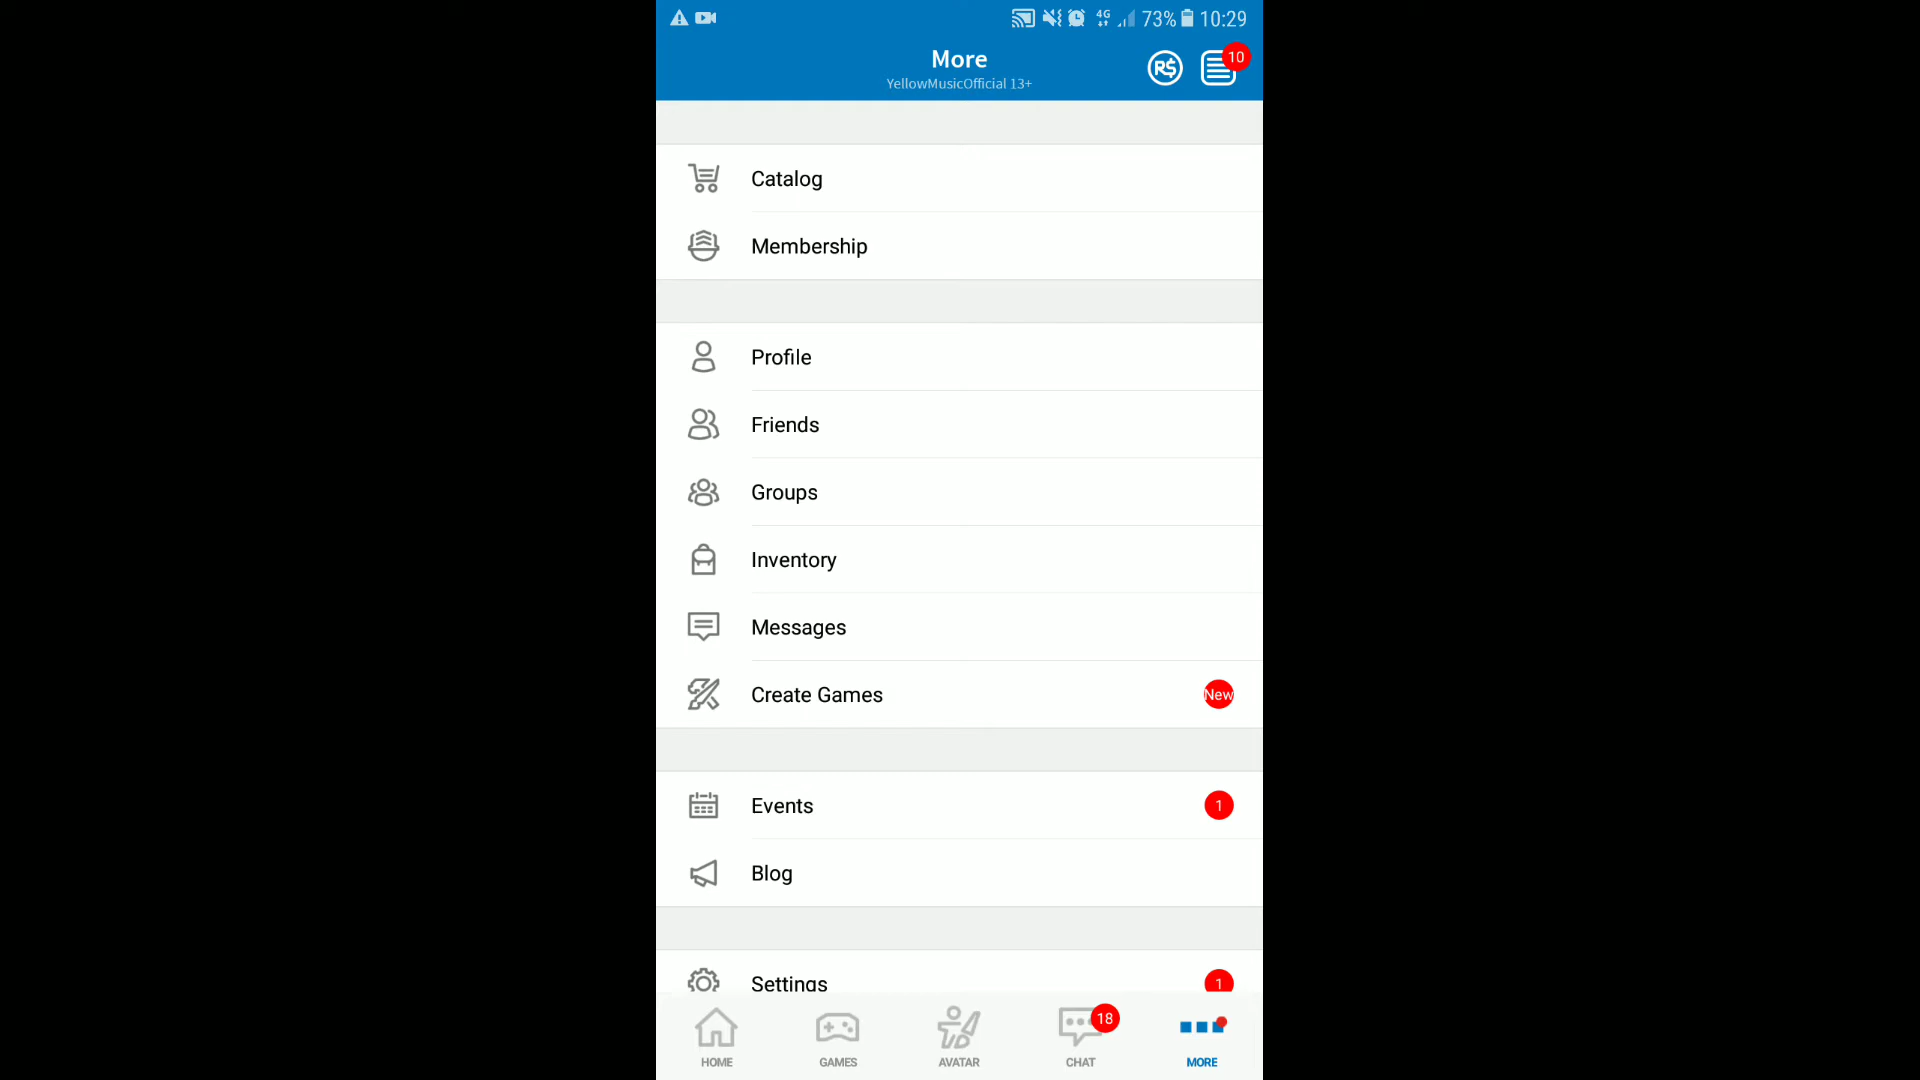 4G 73% 10:29
More
YellowMusicOfficial 13+
R$
10
Catalog
Membership
Profile
Friends
Groups
Inventory
Messages
Create Games New
Events 1
Blog
Settings 1
18
HOME GAMES AVATAR CHAT MORE